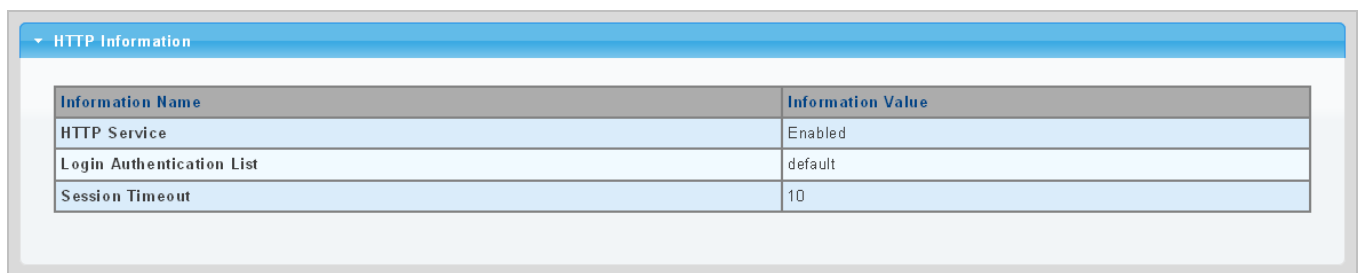 HTTP Information
Information Name Information Value
HTTP Service Enabled
Login Authentication List default
Session Timeout 10